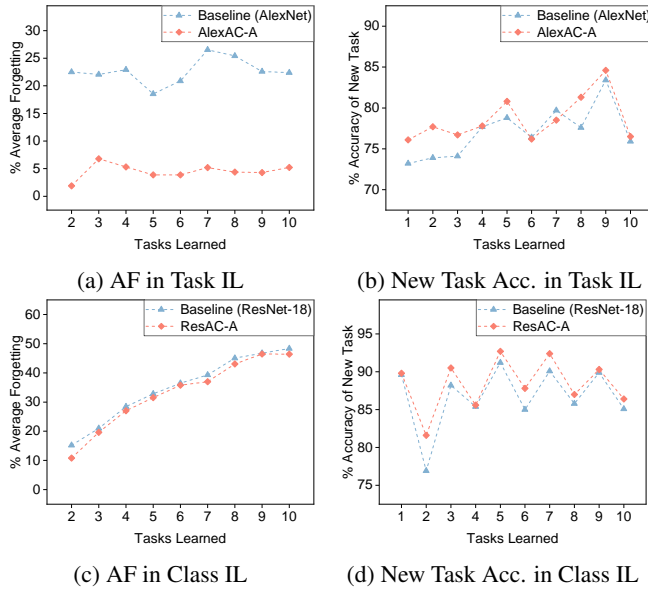 Baseline (AlexNet)
AlexAC-A
% Average Forgetting
30
25
20
15
10
5
0
2 3 4 5 6 7 8 9 10
Tasks Learned
(a) AF in Task IL
Baseline (AlexNet)
AlexAC-A
% Accuracy of New Task
90
85
80
75
70
1 2 3 4 5 6 7 8 9 10
Tasks Learned
(b) New Task Acc. in Task IL
Baseline (ResNet-18)
ResAC-A
% Average Forgetting
60
50
40
30
20
10
0
2 3 4 5 6 7 8 9 10
Tasks Learned
(c) AF in Class IL
Baseline (ResNet-18)
ResAC-A
% Accuracy of New Task
95
90
85
80
75
1 2 3 4 5 6 7 8 9 10
Tasks Learned
(d) New Task Acc. in Class IL